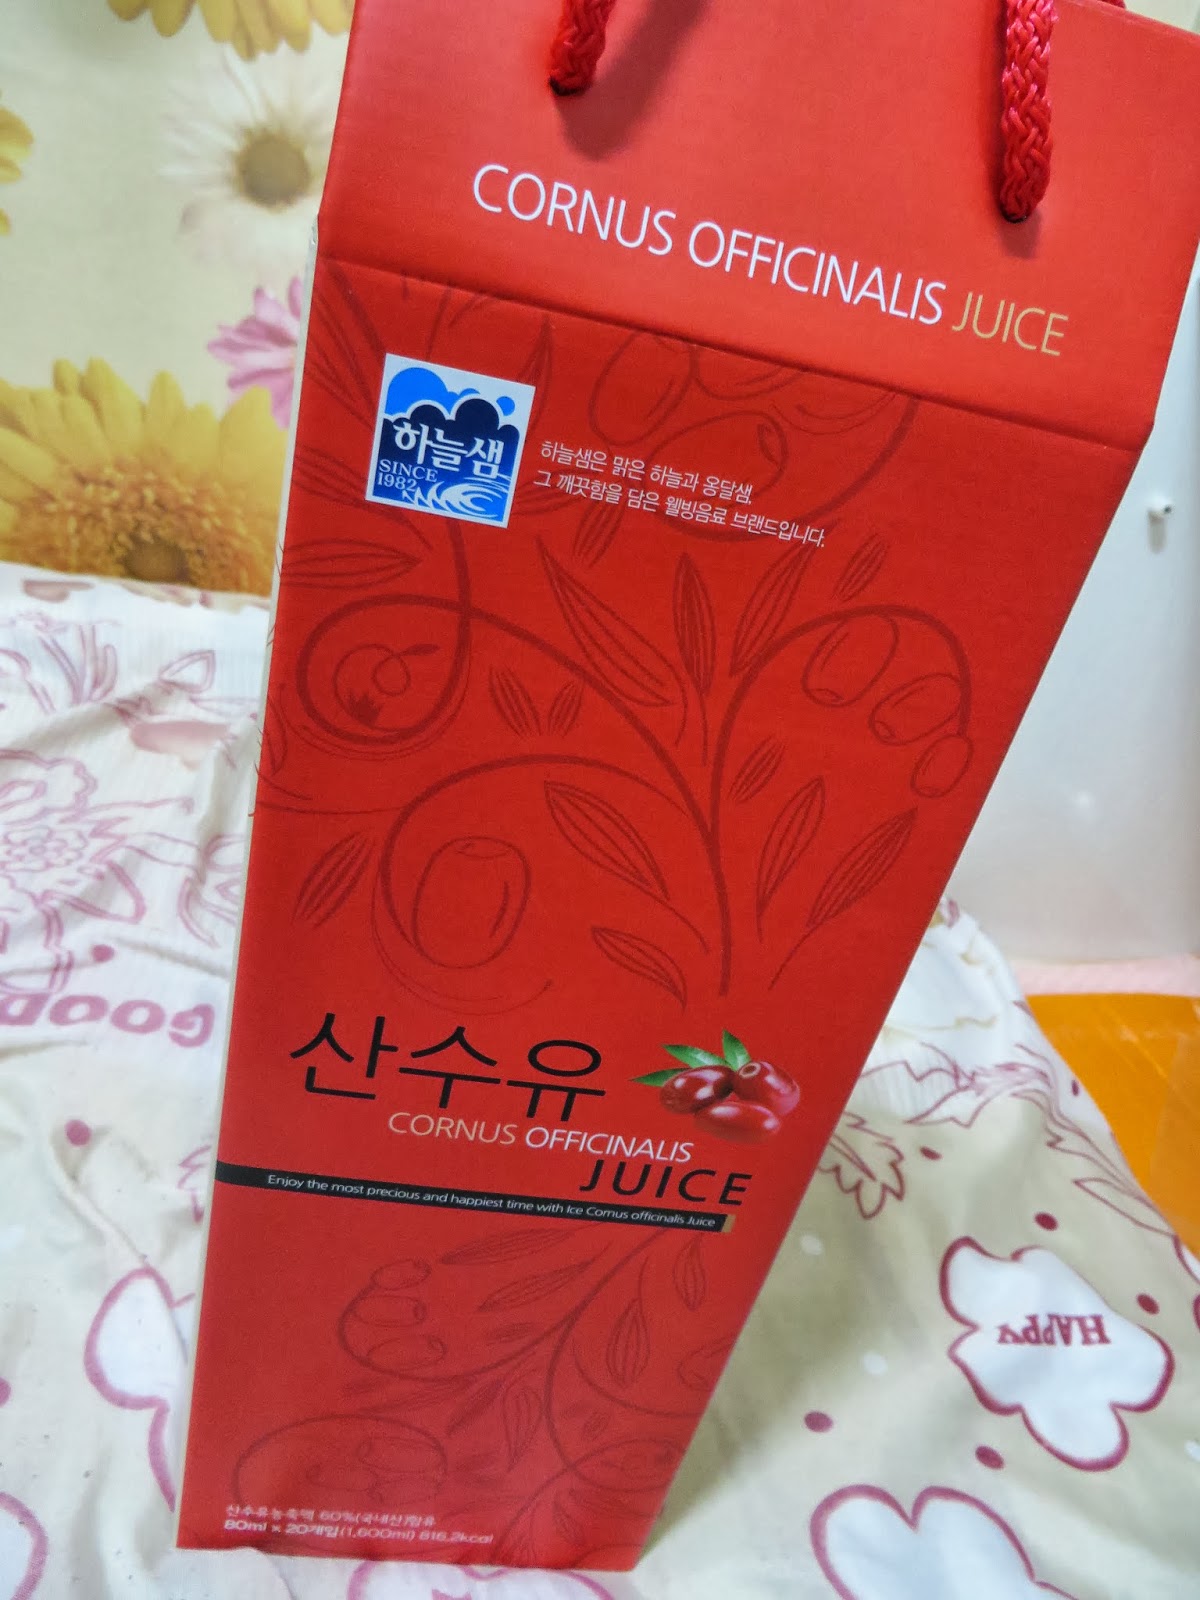 CORNUS OFFICINALIS JUICE
하늘샘
SINCE
1982
하늘샘은 맑은 하늘과 옹달샘,
그 깨끗함을 담은 웰빙음료 브랜드입니다.
산수유
CORNUS OFFICINALIS
JUICE
Enjoy the most precious and happiest time with Ice Cornus officinalis Juice
산수유농축액 60%(국내산)함유
80ml × 20개입(1,600ml) 816.2kcal
GOOD
HAPPY